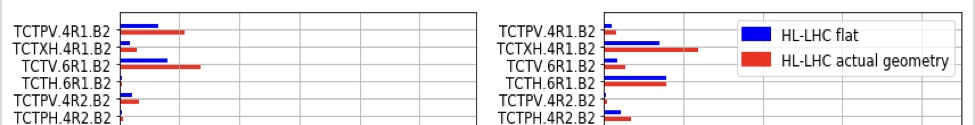 TCTPV.4R1.B2
TCTXH.4R1.B2
TCTV.6R1.B2
TCTH.6R1.B2
TCTPV.4R2.B2
TCTPH.4R2.B2
TCTPV.4R1.B2
TCTXH.4R1.B2
TCTV.6R1.B2
TCTH.6R1.B2
TCTPV.4R2.B2
TCTPH.4R2.B2
HL-LHC flat
HL-LHC actual geometry